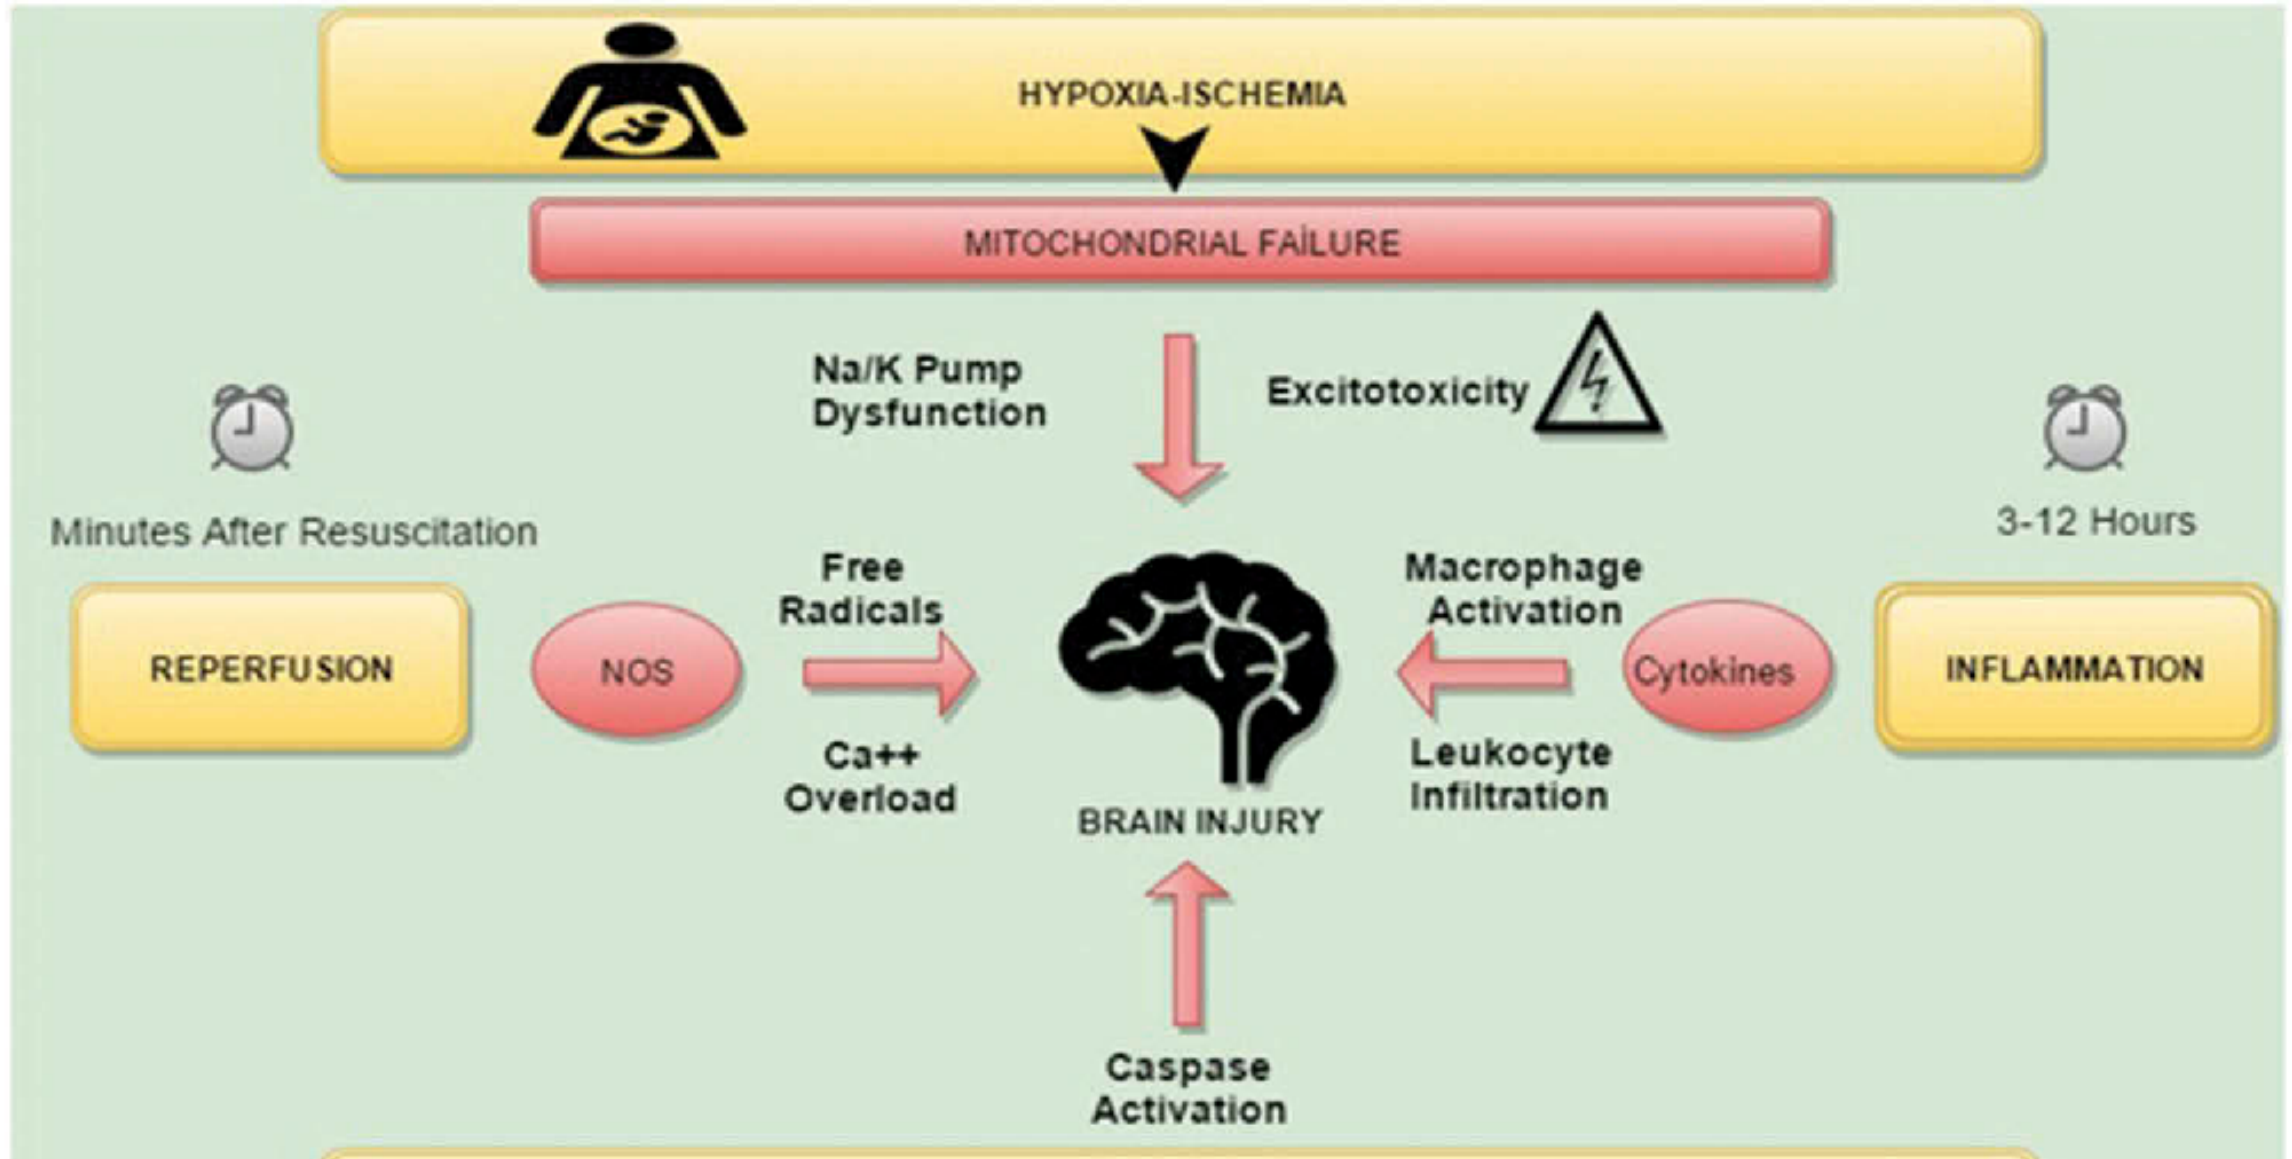 HYPOXIA-ISCHEMIA
MITOCHONDRIAL FAİLURE
Na/K Pump
Dysfunction
Excitotoxicity
Minutes After Resuscitation
3-12 Hours
REPERFUSION
NOS
Free
Radicals
Ca++
Overload
BRAIN INJURY
Macrophage
Activation
Leukocyte
Infiltration
Cytokines
INFLAMMATION
Caspase
Activation